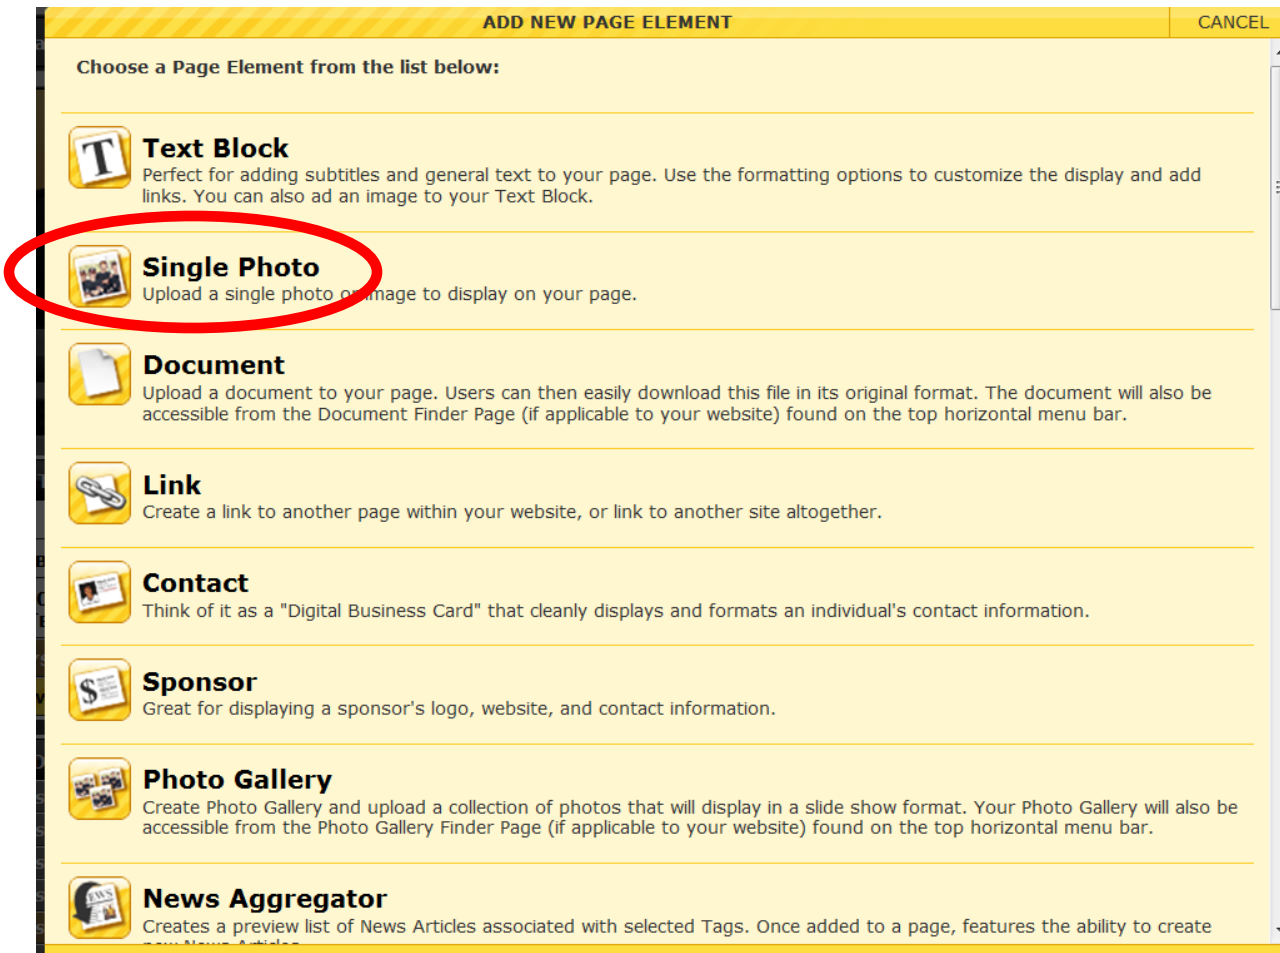 ADD NEW PAGE ELEMENT
CANCEL
Choose a Page Element from the list below:
Text Block
Perfect for adding subtitles and general text to your page. Use the formatting options to customize the display and add
links. You can also ad an image to your Text Block.
Single Photo
Upload a single photo or image to display on your page.
Document
Upload a document to your page. Users can then easily download this file in its original format. The document will also be
accessible from the Document Finder Page (if applicable to your website) found on the top horizontal menu bar.
Link
Create a link to another page within your website, or link to another site altogether.
Contact
Think of it as a "Digital Business Card" that cleanly displays and formats an individual's contact information.
Sponsor
Great for displaying a sponsor's logo, website, and contact information.
Photo Gallery
Create Photo Gallery and upload a collection of photos that will display in a slide show format. Your Photo Gallery will also be
accessible from the Photo Gallery Finder Page (if applicable to your website) found on the top horizontal menu bar.
News Aggregator
Creates a preview list of News Articles associated with selected Tags. Once added to a page, features the ability to create
new News Articles